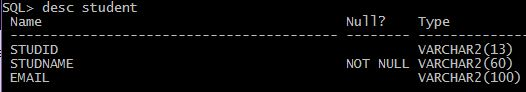 SQL> desc student
Name Null? Type
----------------------------------------- -------- ----------------
STUDID VARCHAR2(13)
STUDNAME NOT NULL VARCHAR2(60)
EMAIL VARCHAR2(100)